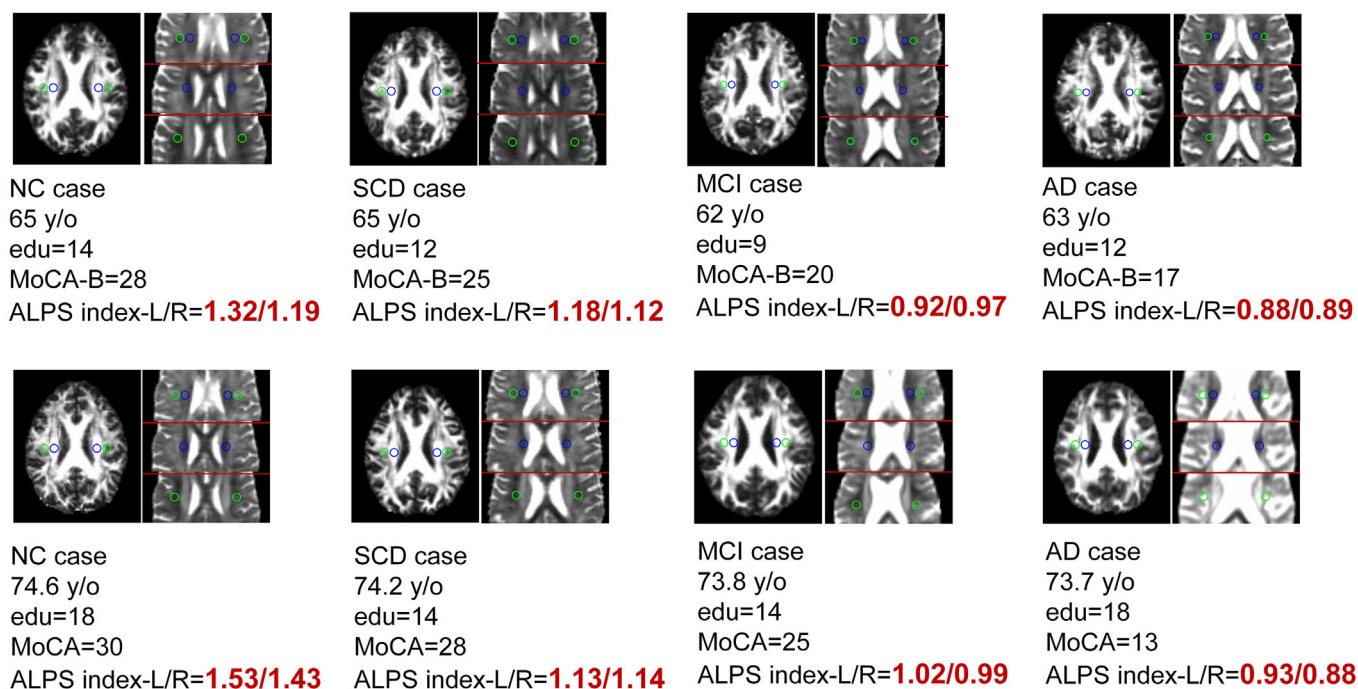 NC case
65 y/o
edu=14
MoCA-B=28
ALPS index-L/R=1.32/1.19
SCD case
65 y/o
edu=12
MoCA-B=25
ALPS index-L/R=1.18/1.12
MCI case
62 y/o
edu=9
MoCA-B=20
ALPS index-L/R=0.92/0.97
AD case
63 y/o
edu=12
MoCA-B=17
ALPS index-L/R=0.88/0.89
NC case
74.6 y/o
edu=18
MoCA=30
ALPS index-L/R=1.53/1.43
SCD case
74.2 y/o
edu=14
MoCA=28
ALPS index-L/R=1.13/1.14
MCI case
73.8 y/o
edu=14
MoCA=25
ALPS index-L/R=1.02/0.99
AD case
73.7 y/o
edu=18
MoCA=13
ALPS index-L/R=0.93/0.88